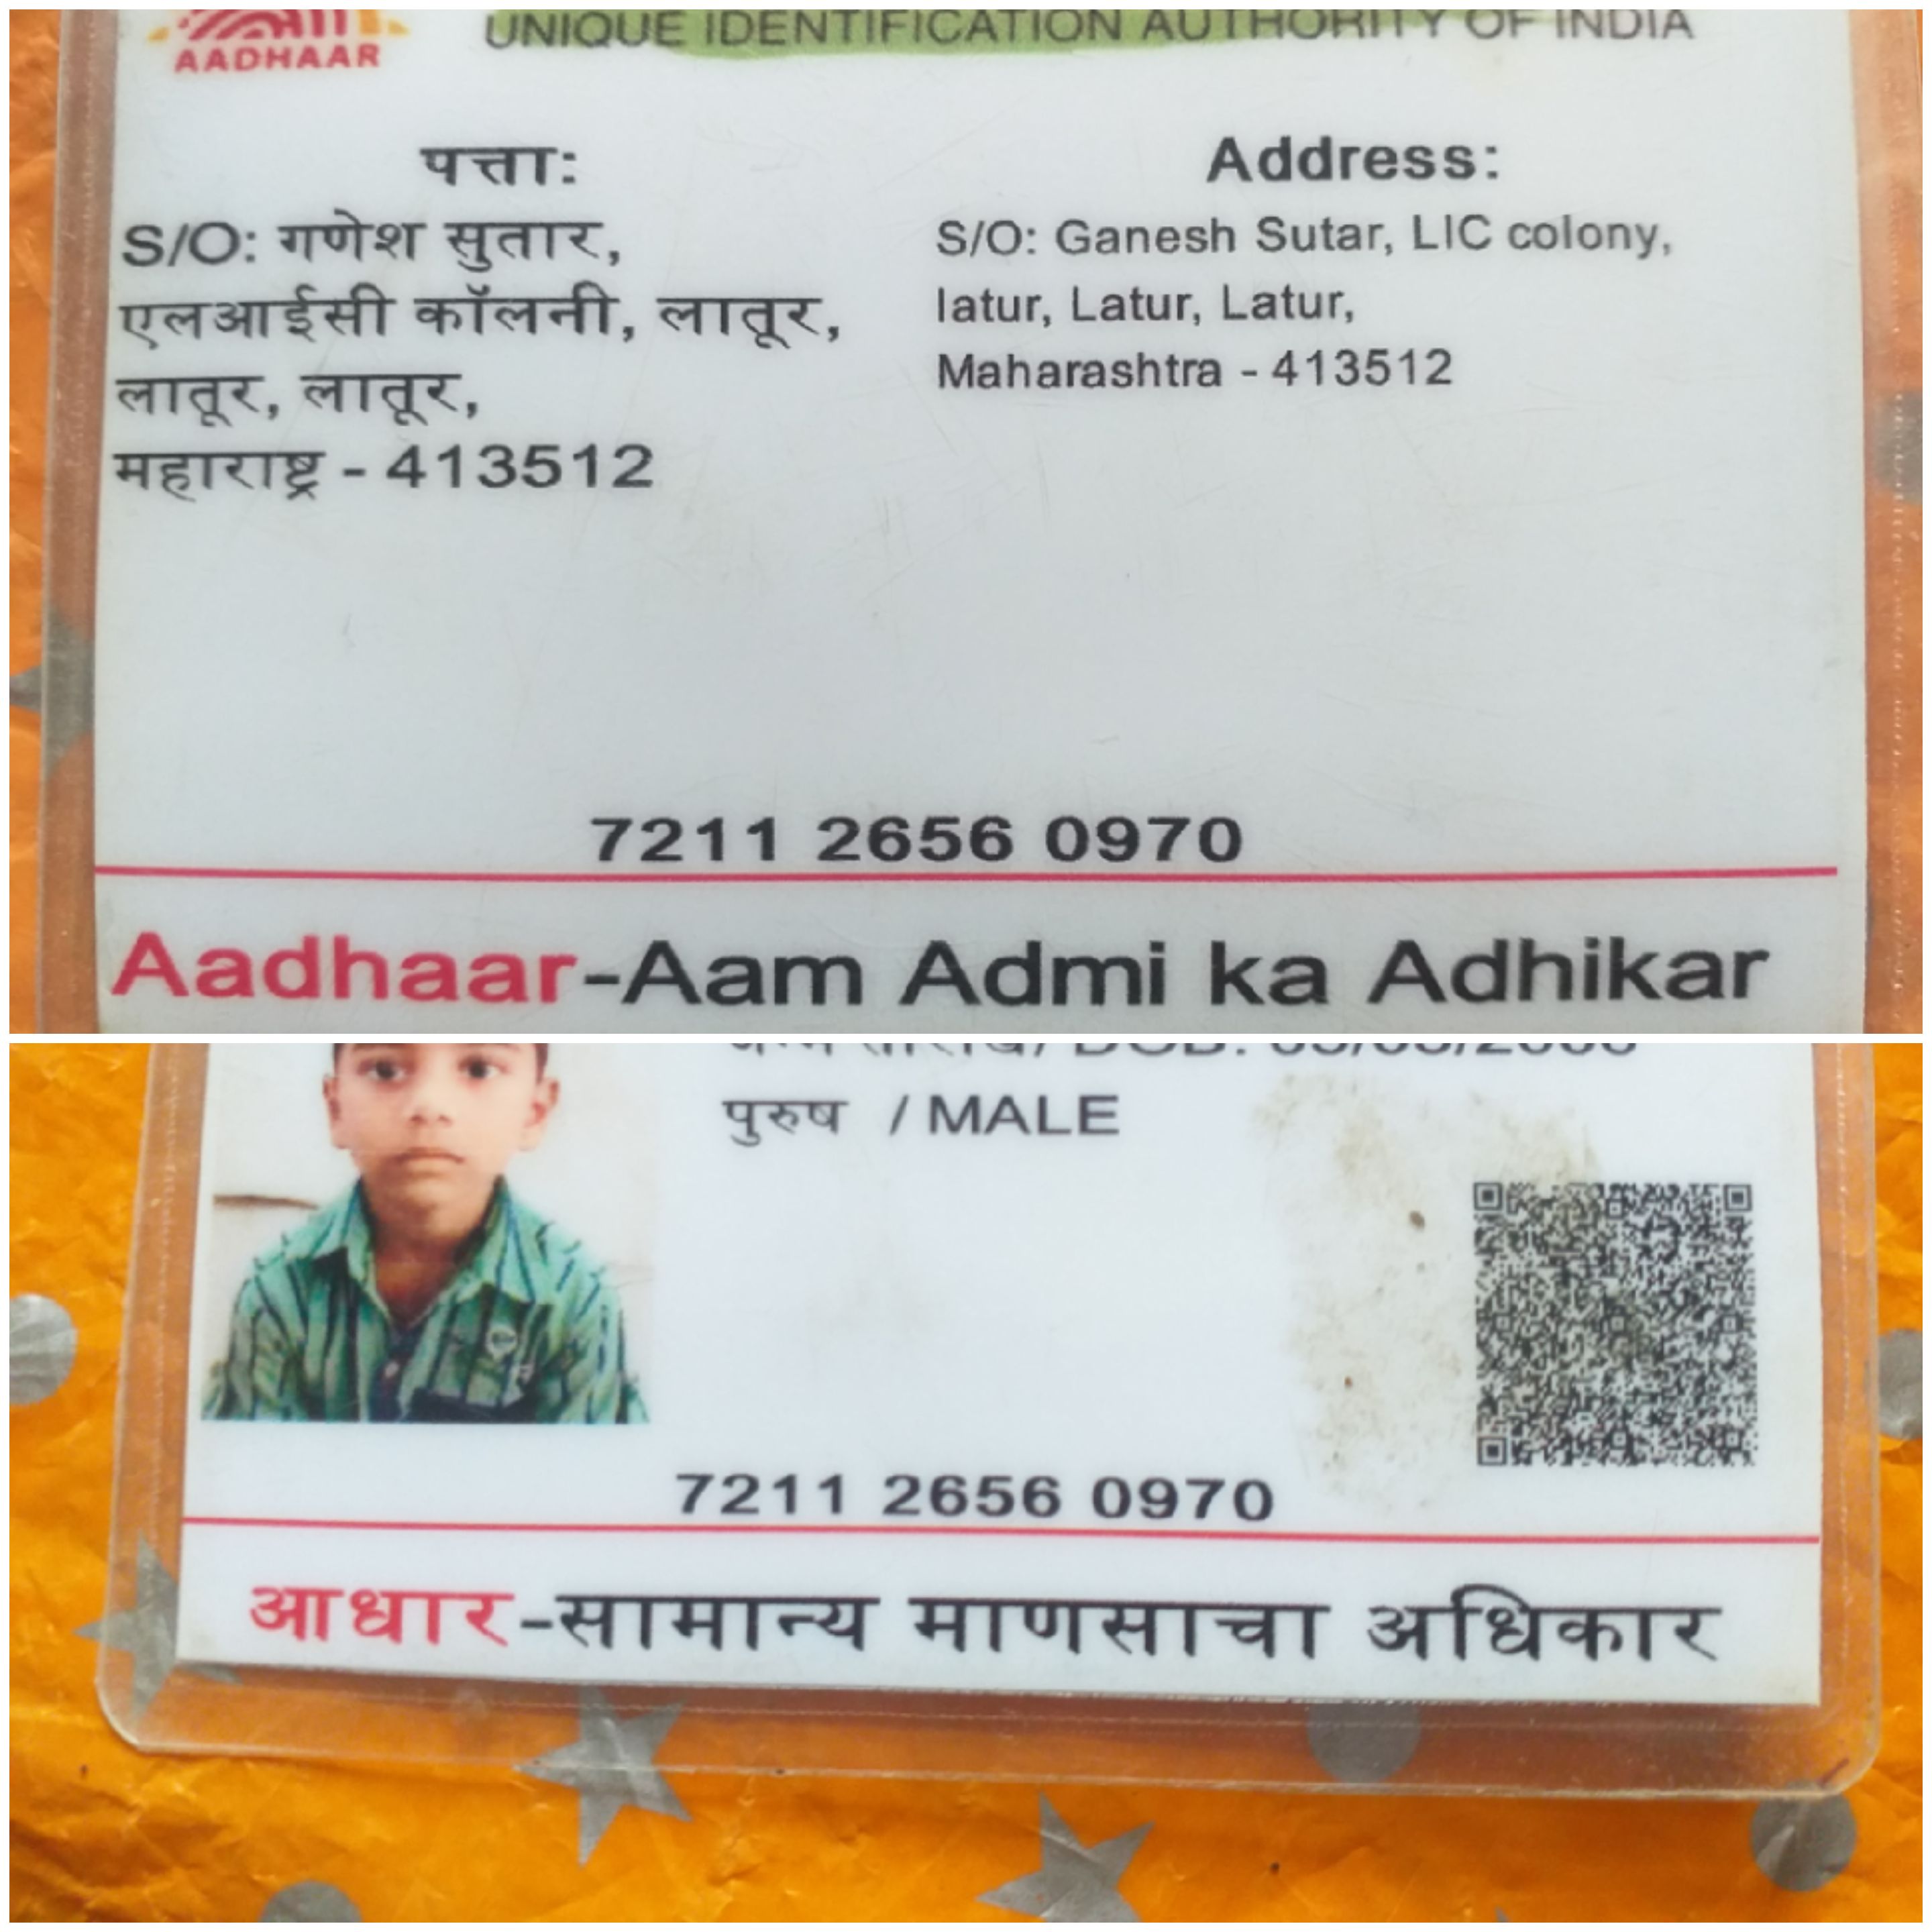 AADHAAR
UNIQUE IDENTIFICATION AUTHORITY OF INDIA
पत्ता:
S/O: गणेश सुतार,
एलआईसी कॉलनी, लातूर,
लातूर, लातूर,
महाराष्ट्र - 413512
Address:
S/O: Ganesh Sutar, LIC colony,
latur, Latur, Latur,
Maharashtra - 413512
7211 2656 0970
Aadhaar-Aam Admi ka Adhikar
DOB:
पुरुष / MALE
7211 2656 0970
आधार-सामान्य माणसाचा अधिकार